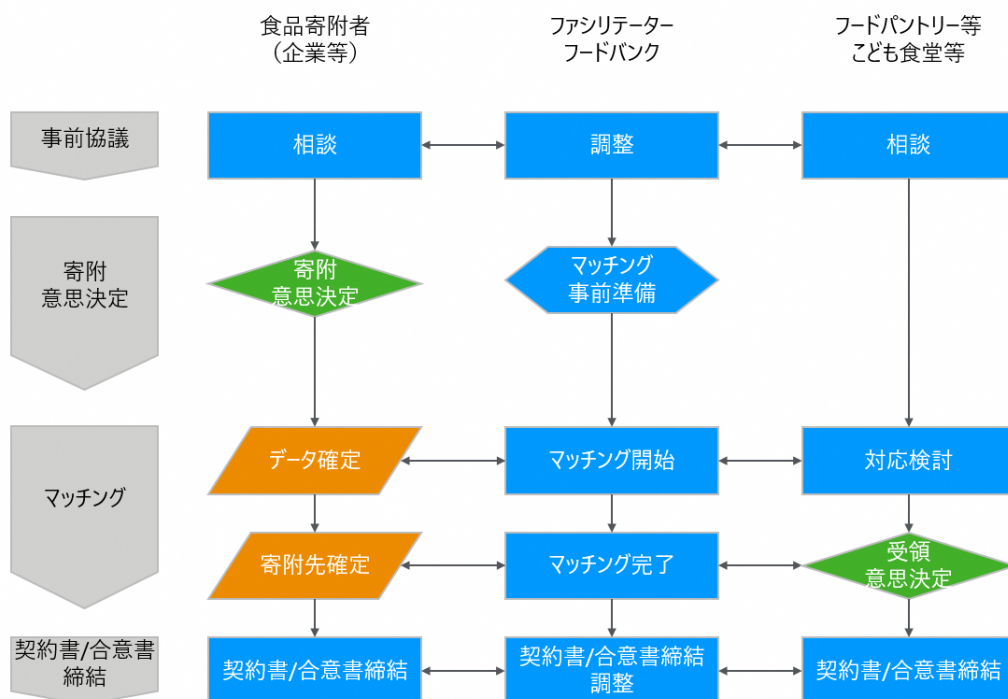 食品寄附者
（企業等）
ファシリテーター
フードバンク
フードパントリー等
こども食堂等
事前協議
相談
調整
相談
寄附
意思決定
寄附
意思決定
マッチング
事前準備
マッチング
データ確定
マッチング開始
対応検討
寄附先確定
マッチング完了
受領
意思決定
契約書/合意書
締結
契約書/合意書締結
契約書/合意書締結
調整
契約書/合意書締結